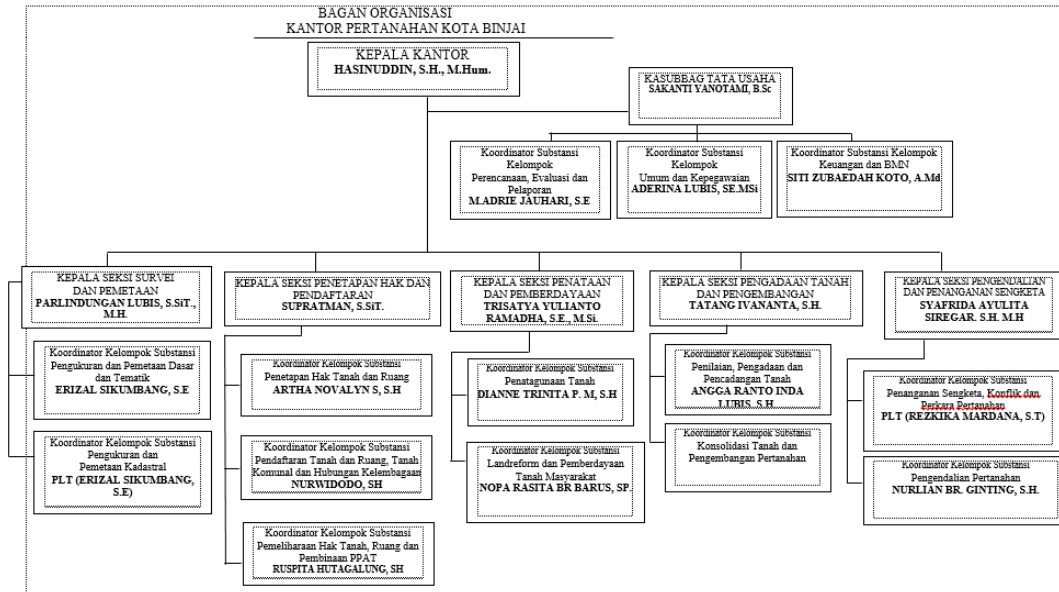 BAGAN ORGANISASI
KANTOR PERTANAHAN KOTA BINJAI
KEPALA KANTOR
HASINUDDIN, S.H., M.Hum.
KASUBBAG TATA USAHA
SAKANTI YANOTAMI, B.Sc
Koordinator Substansi
Kelompok
Perencanaan, Evaluasi dan
Pelaporan
M.ADRIE JAUHARI, S.E
Koordinator Substansi
Kelompok
Umum dan Kepegawaian
ADERINA LUBIS, SE.MSi
Koordinator Substansi Kelompok
Keuangan dan BMN
SITI ZUBAEDAH KOTO, A.Md
KEPALA SEKSI SURVEI
DAN PEMETAAN
PARLINDUNGAN LUBIS, S.SiT.,
M.H.
Koordinator Kelompok Substansi
Pengukuran dan Pemetaan Dasar
dan Tematik
ERIZAL SIKUMBANG, S.E
Koordinator Kelompok Substansi
Pengukuran dan
Pemetaan Kadastral
PLT (ERIZAL SIKUMBANG,
S.E)
KEPALA SEKSI PENETAPAN HAK DAN
PENDAFTARAN
SUPRATMAN, S.SiT.
Koordinator Kelompok Substansi
Penetapan Hak Tanah dan Ruang
ARTHA NOVALYN S, S.H
Koordinator Kelompok Substansi
Pendaftaran Tanah dan Ruang, Tanah
Komunal dan Hubungan Kelembagaan
NURWIDODO, SH
Koordinator Kelompok Substansi
Pemeliharaan Hak Tanah, Ruang dan
Pembinaan PPAT
RUSPITA HUTAGALUNG, SH
KEPALA SEKSI PENATAAN
DAN PEMBERDAYAAN
TRISATYA YULIANTO
RAMADHA, S.E., M.Si.
Koordinator Kelompok Substansi
Penatagunaan Tanah
DIANNE TRINITA P. M, S.H
Koordinator Kelompok Substansi
Landreform dan Pemberdayaan
Tanah Masyarakat
NOPA RASITA BR BARUS, SP.
KEPALA SEKSI PENGADAAN TANAH
DAN PENGEMBANGAN
TATANG IVANANTA, S.H.
Koordinator Kelompok Substansi
Penilaian, Pengadaan dan
Pencadangan Tanah
ANGGA RANTO INDA
LUBIS, S.H
Koordinator Kelompok Substansi
Konsolidasi Tanah dan
Pengembangan Pertanahan
KEPALA SEKSI PENGENDALIAN
DAN PENANGANAN SENGKETA
SYAFRIDA AYULITA
SIREGAR. S.H. M.H
Koordinator Kelompok Substansi
Penanganan Sengketa, Konflik dan
Perkara Pertanahan
PLT (REZKIKA MARDANA, S.T)
Koordinator Kelompok Substansi
Pengendalian Pertanahan
NURLIAN BR. GINTING, S.H.